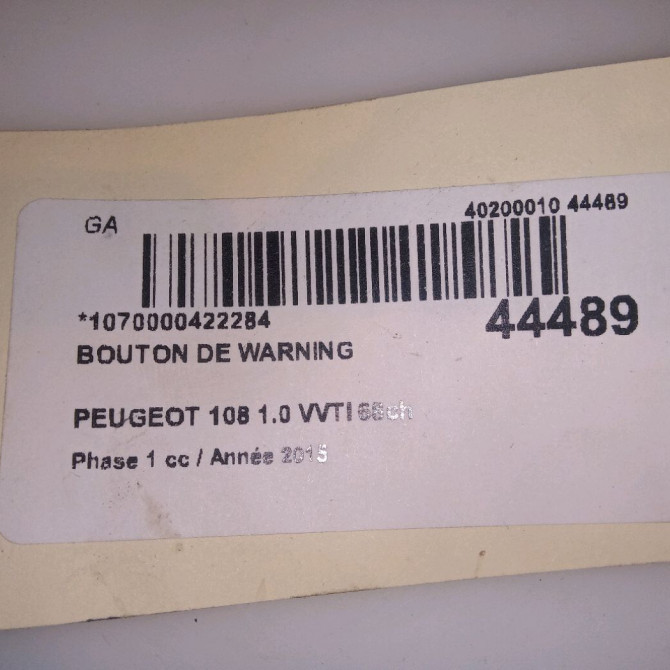 GA
40200010 44489
*1070000422284
44489
BOUTON DE WARNING
PEUGEOT 108 1.0 VVTI 68ch
Phase 1 cc / Année 2015